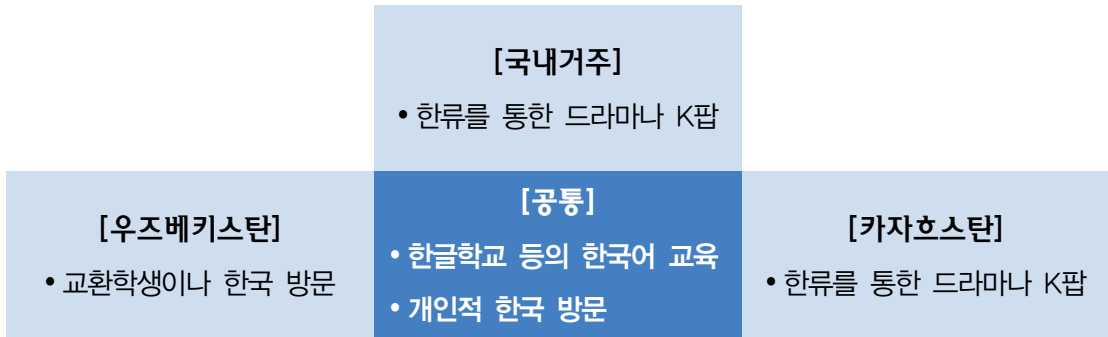 [국내거주]
• 한류를 통한 드라마나 K팝
[우즈베키스탄]
• 교환학생이나 한국 방문
[공통]
• 한글학교 등의 한국어 교육
• 개인적 한국 방문
[카자흐스탄]
• 한류를 통한 드라마나 K팝